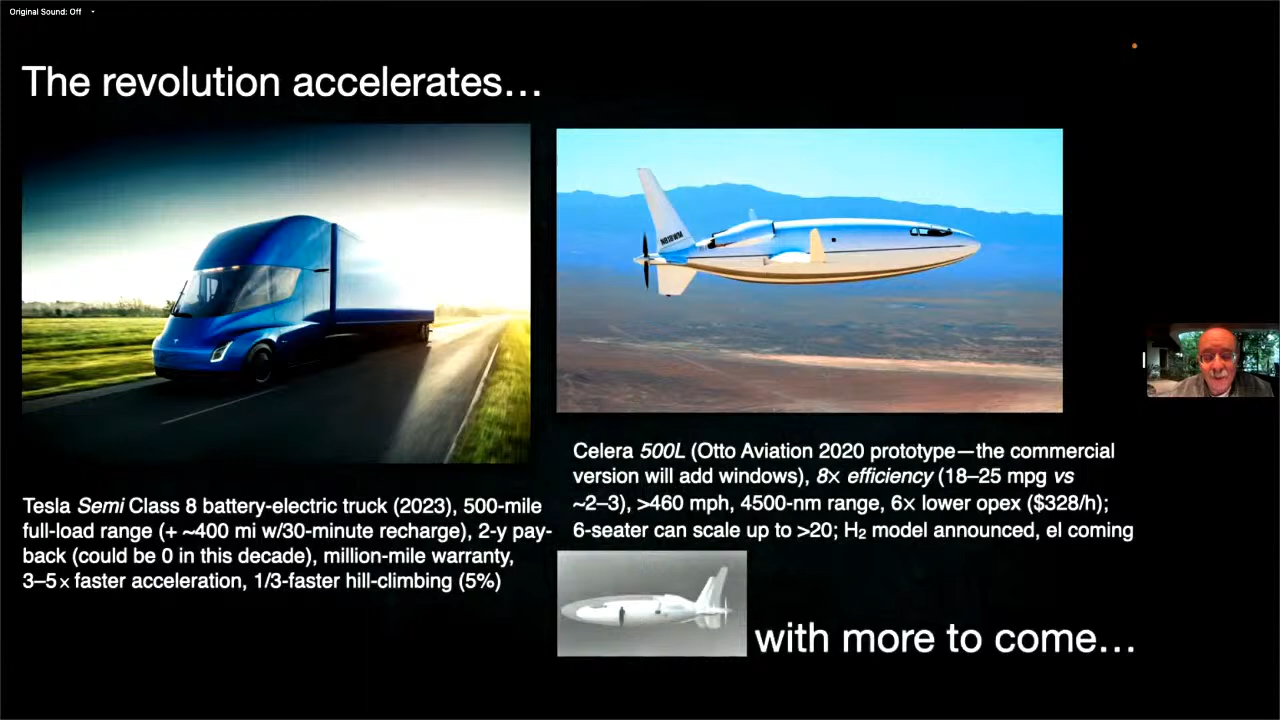 Original Sound: Off
The revolution accelerates…
N818WM
Tesla Semi Class 8 battery-electric truck (2023), 500-mile
full-load range (+ ~400 mi w/30-minute recharge), 2-y pay-
back (could be 0 in this decade), million-mile warranty,
3–5× faster acceleration, 1/3-faster hill-climbing (5%)
Celera 500L (Otto Aviation 2020 prototype—the commercial
version will add windows), 8× efficiency (18–25 mpg vs
~2–3), >460 mph, 4500-nm range, 6× lower opex ($328/h);
6-seater can scale up to >20; H₂ model announced, el coming
with more to come…